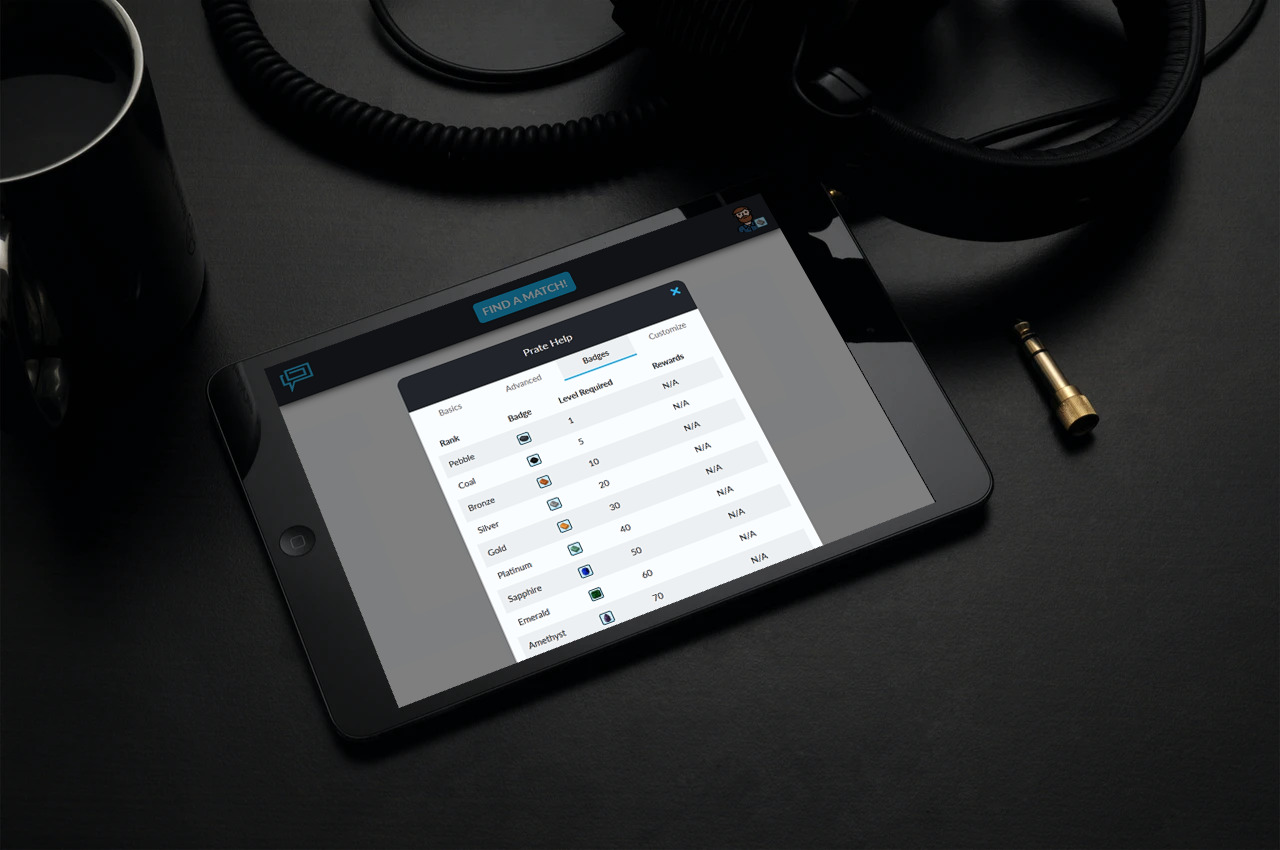 FIND A MATCH!
Prate Help
Basics Advanced Badges Customize
Rank Badge Level Required Rewards
Pebble 1 N/A
Coal 5 N/A
Bronze 10 N/A
Silver 20 N/A
Gold 30 N/A
Platinum 40 N/A
Sapphire 50 N/A
Emerald 60 N/A
Amethyst 70 N/A